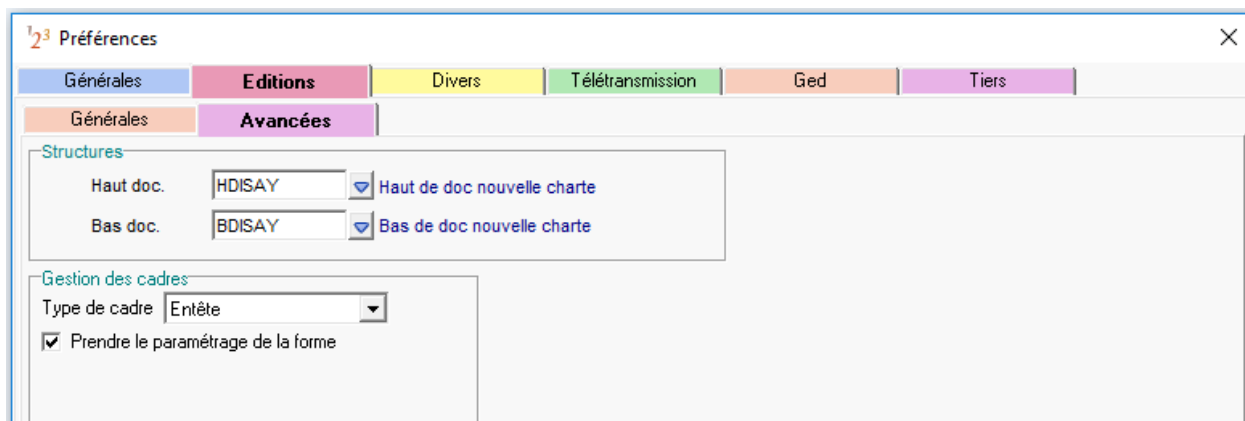 123 Préférences
Générales Editions Divers Télétransmission Ged Tiers
Générales Avancées
Structures
Haut doc. HDISAY Haut de doc nouvelle charte
Bas doc. BDISAY Bas de doc nouvelle charte
Gestion des cadres
Type de cadre Entête
Prendre le paramétrage de la forme